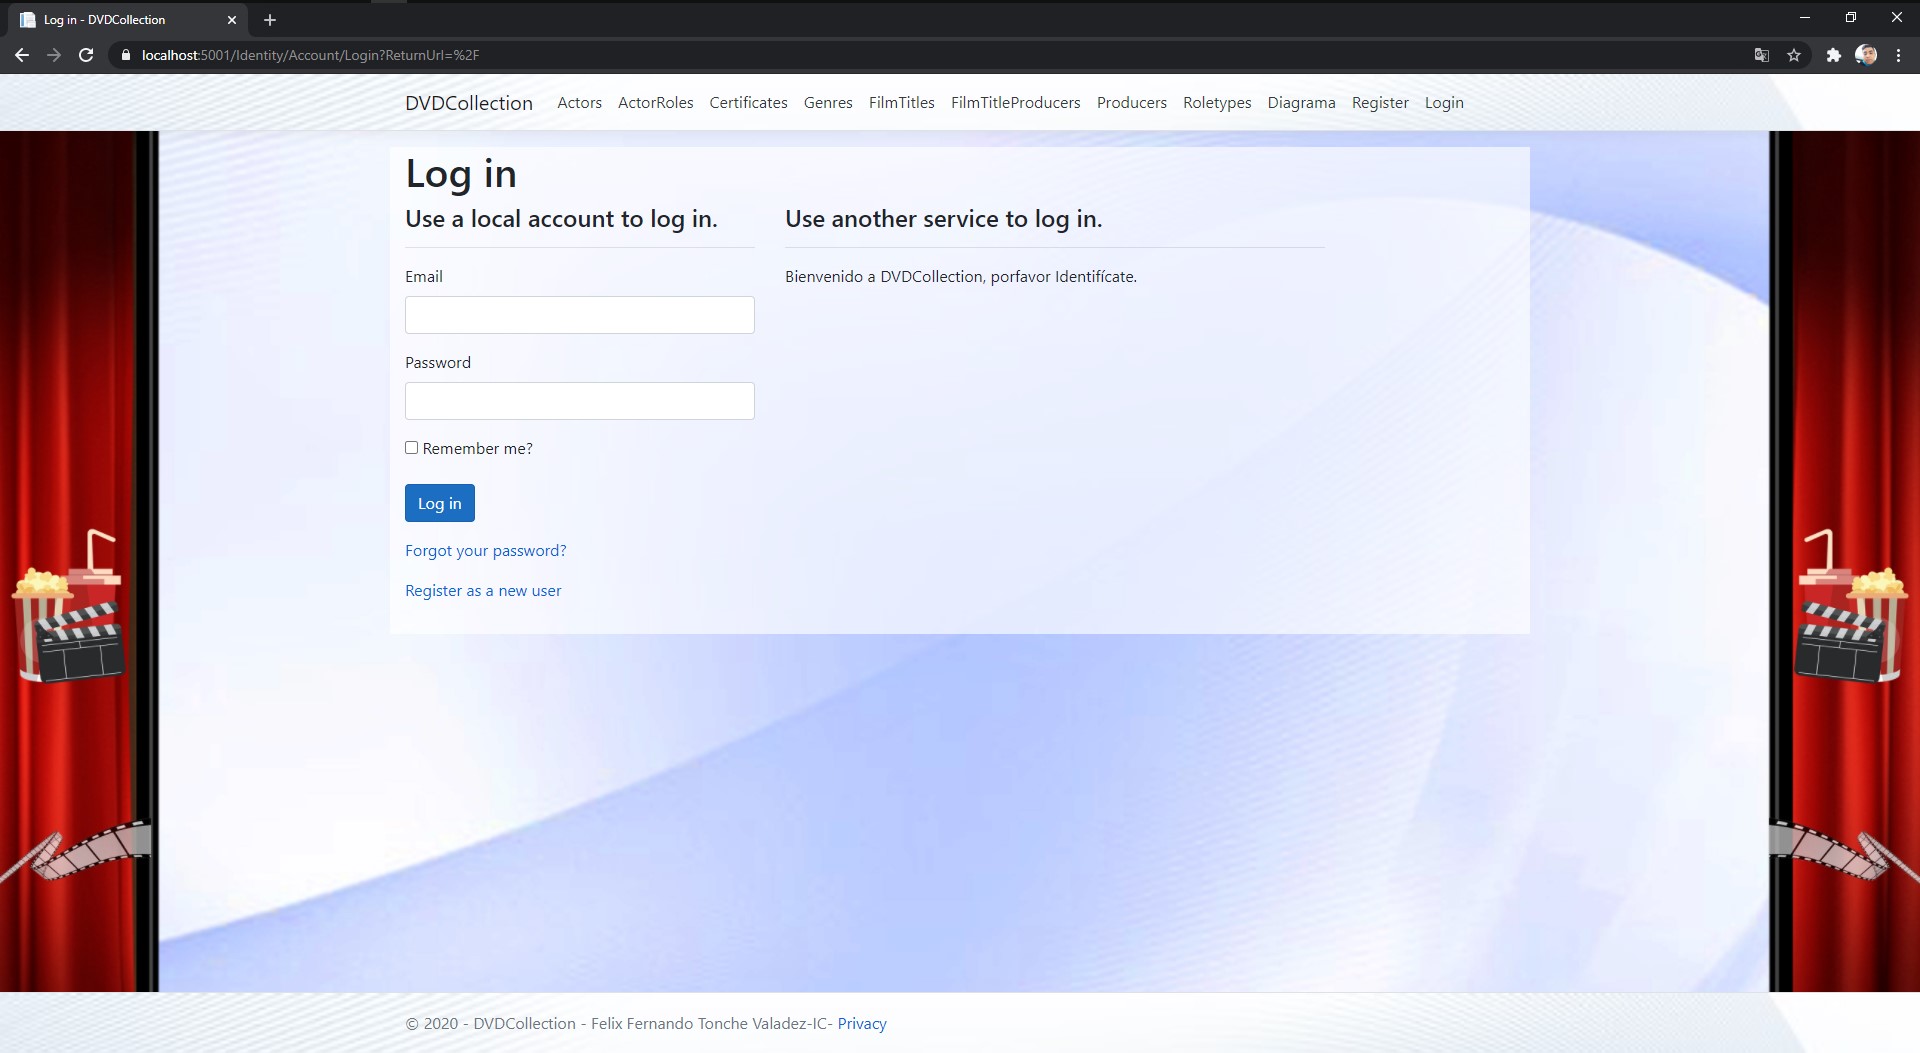 Log in - DVDCollection
localhost:5001/Identity/Account/Login?ReturnUrl=%2F
DVDCollection Actors ActorRoles Certificates Genres FilmTitles FilmTitleProducers Producers Roletypes Diagrama Register Login
Log in
Use a local account to log in.
Use another service to log in.
Email
Bienvenido a DVDCollection, porfavor Identifícate.
Password
Remember me?
Log in
Forgot your password?
Register as a new user
© 2020 - DVDCollection - Felix Fernando Tonche Valadez-IC- Privacy